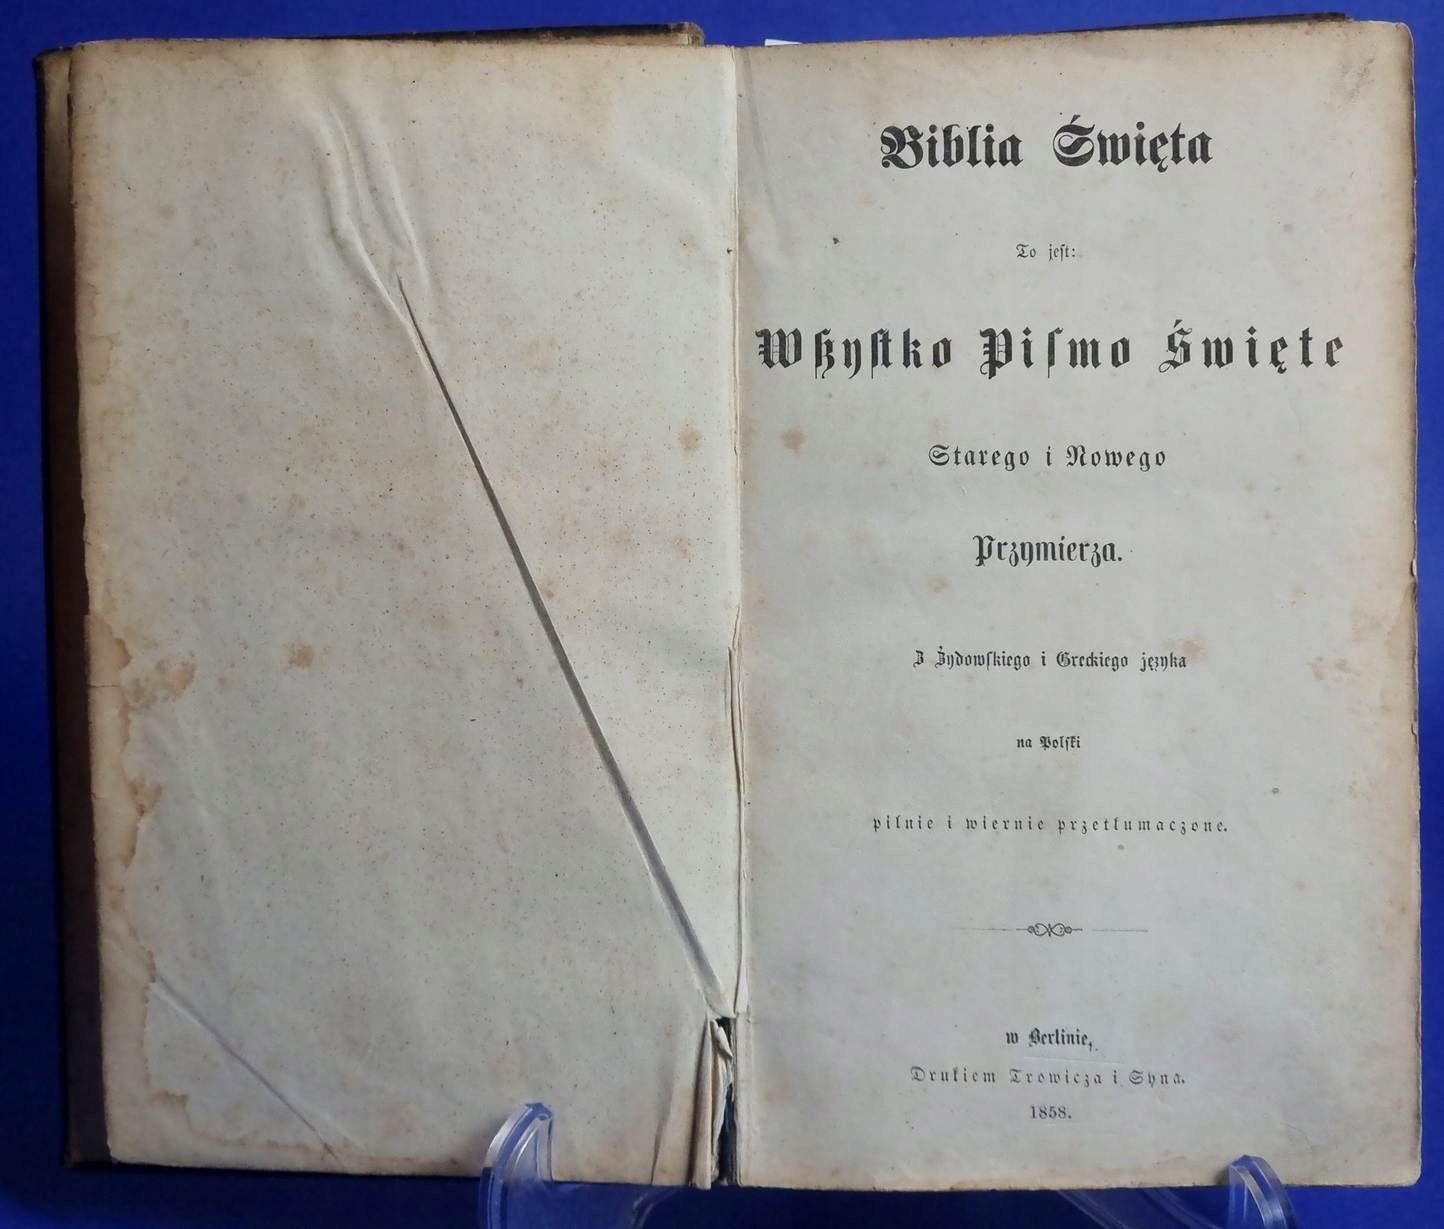 Biblia Święta
To jeſt:
Wßyſtko Piſmo Święte
Starego i Nowego
Przymierza.
Z Żydowſkiego i Greckiego języka
na Polſki
pilnie i wiernie przetłumaczone.
w Berlinie,
Drukiem Trowicza i Syna.
1858.